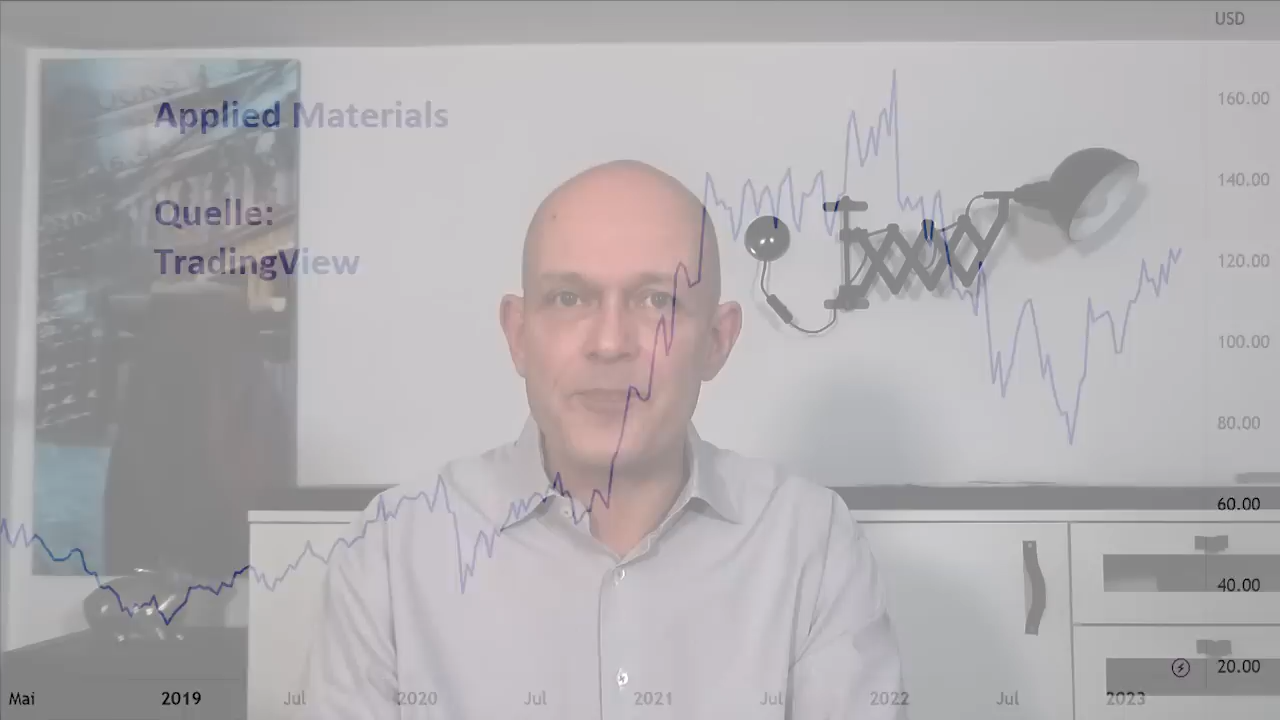 USD
Applied Materials
160.00
140.00
Quelle:
TradingView
120.00
100.00
80.00
60.00
40.00
20.00
Mai 2019 Jul 2020 Jul 2021 Jul 2022 Jul 2023